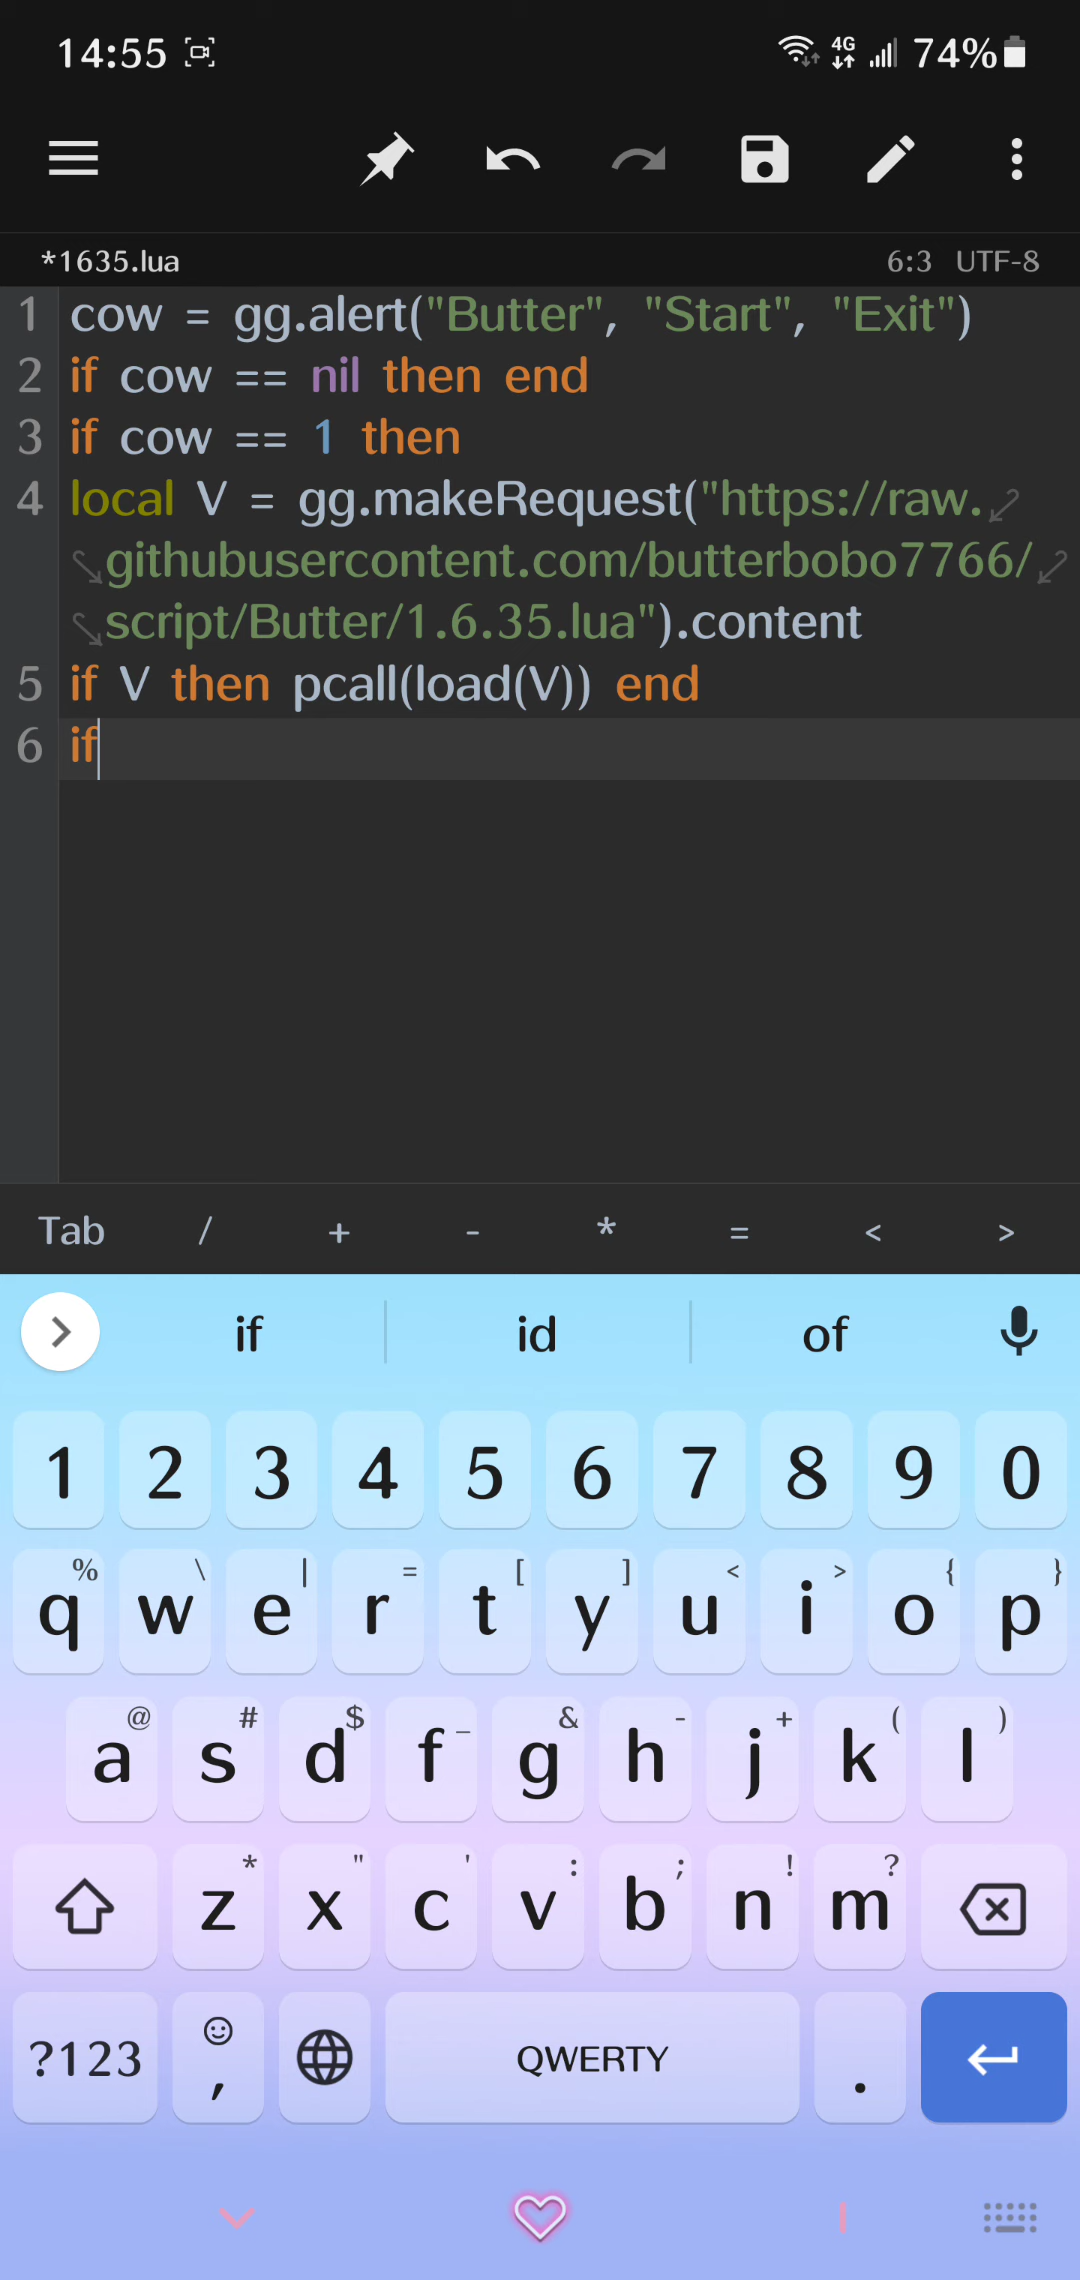 14:55 4G 74%
*1635.lua 6:3 UTF-8
1 cow = gg.alert("Butter", "Start", "Exit")
2 if cow == nil then end
3 if cow == 1 then
4 local V = gg.makeRequest("https://raw.
githubusercontent.com/butterbobo7766/
script/Butter/1.6.35.lua").content
5 if V then pcall(load(V)) end
6 if
Tab / + - * = < >
if id of
1 2 3 4 5 6 7 8 9 0
% \ | = [ ] < > { }
q w e r t y u i o p
@ # $ _ & - + ( )
a s d f g h j k l
* " ' : ; ! ?
z x c v b n m
?123 , QWERTY .